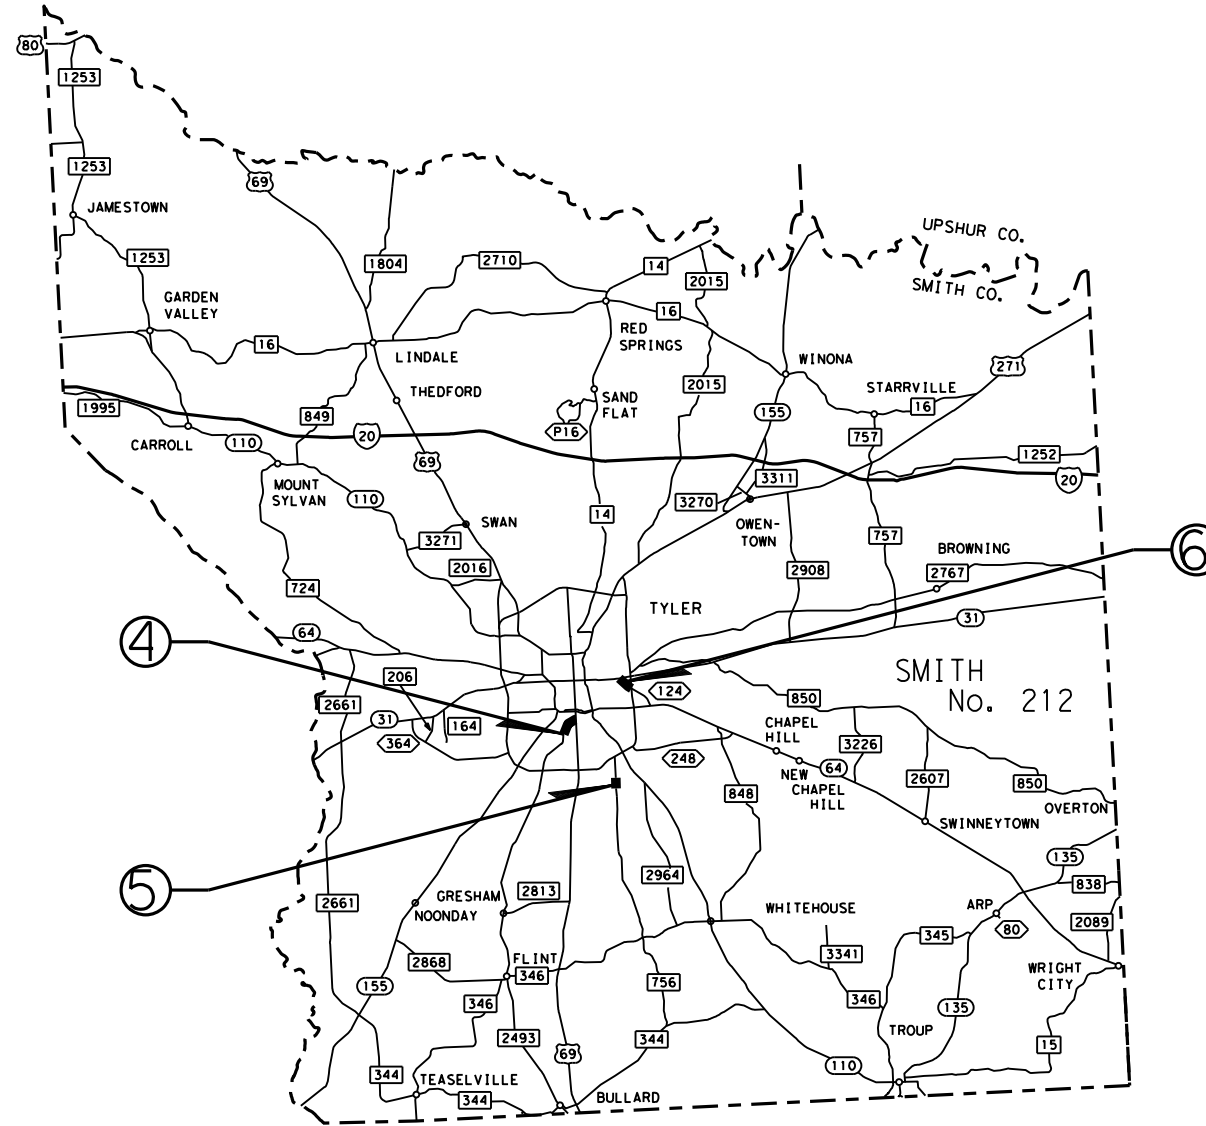 80
1253
1253
JAMESTOWN
69
UPSHUR CO.
SMITH CO.
1253
1804
2710
14
2015
GARDEN
VALLEY
16
16
RED
SPRINGS
LINDALE
WINONA
271
THEDFORD
2015
STARRVILLE
SAND
FLAT
1995
849
155
16
P16
CARROLL
110
20
757
1252
69
MOUNT
SYLVAN
3311
20
110
3270
SWAN
14
OWEN-
TOWN
3271
757
6
BROWNING
2016
2908
2767
724
TYLER
31
64
4
206
SMITH
No. 212
124
850
2661
31
164
364
CHAPEL
HILL
3226
248
NEW
CHAPEL
HILL
64
2607
850
848
OVERTON
SWINNEYTOWN
135
5
2964
838
GRESHAM
2813
2661
NOONDAY
WHITEHOUSE
ARP
80
2089
345
3341
2868
FLINT
346
WRIGHT
CITY
155
756
346
346
135
TROUP
2493
344
15
69
110
344
TEASELVILLE
344
BULLARD